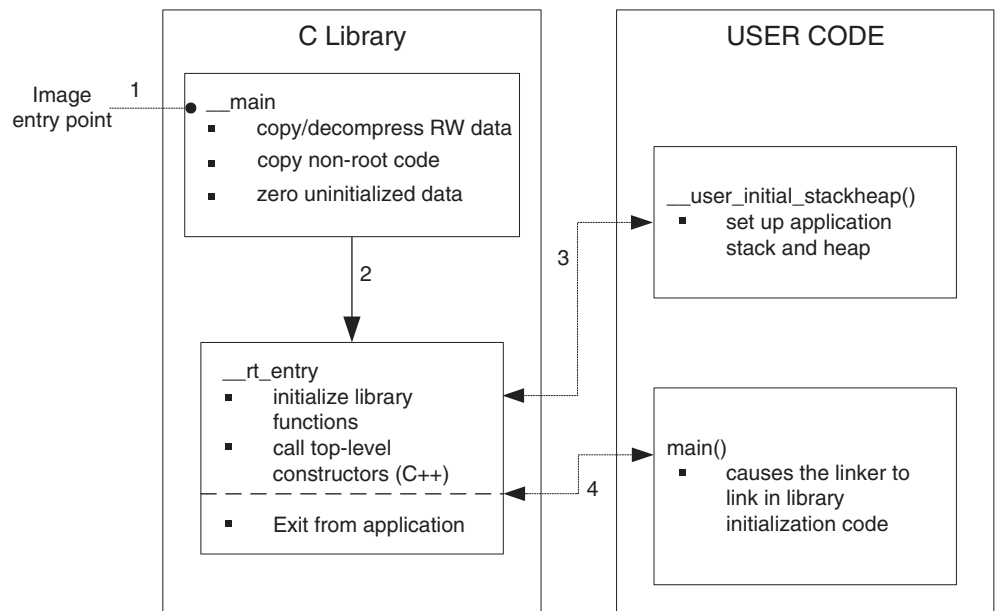 C Library
USER CODE
1
Image
entry point
__main
▪ copy/decompress RW data
▪ copy non-root code
▪ zero uninitialized data
2
3
__user_initial_stackheap()
▪ set up application
stack and heap
__rt_entry
▪ initialize library
functions
▪ call top-level
constructors (C++)
▪ Exit from application
4
main()
▪ causes the linker to
link in library
initialization code